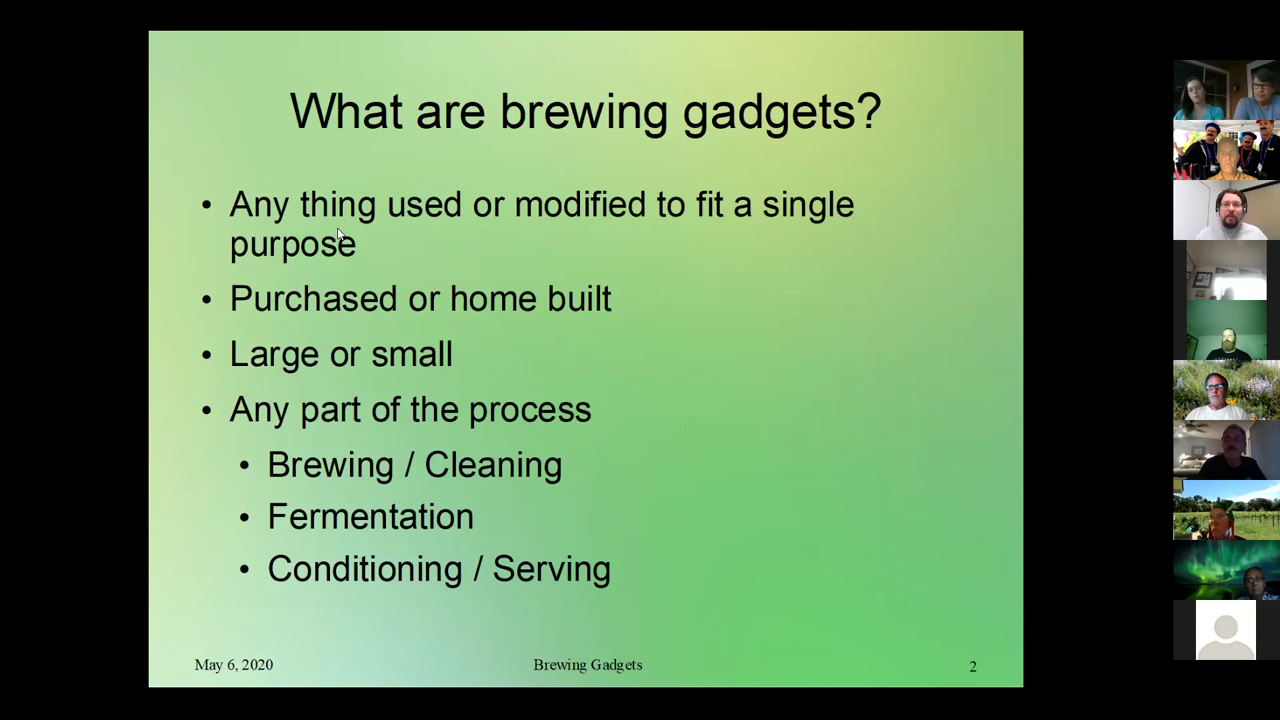 What are brewing gadgets?
• Any thing used or modified to fit a single
purpose
• Purchased or home built
• Large or small
• Any part of the process
• Brewing / Cleaning
• Fermentation
• Conditioning / Serving
May 6, 2020
Brewing Gadgets
2